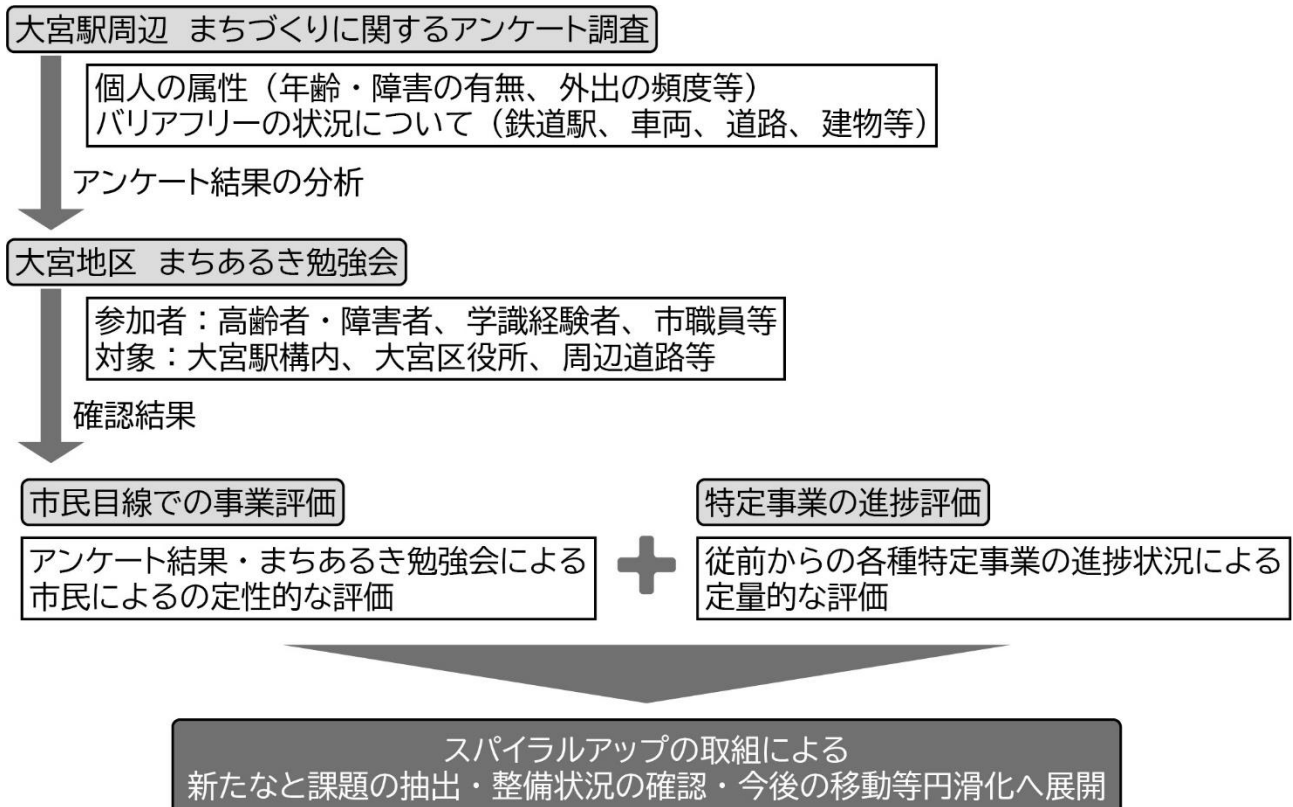 大宮駅周辺 まちづくりに関するアンケート調査
個人の属性（年齢・障害の有無、外出の頻度等）
バリアフリーの状況について（鉄道駅、車両、道路、建物等）
アンケート結果の分析
大宮地区 まちあるき勉強会
参加者：高齢者・障害者、学識経験者、市職員等
対象：大宮駅構内、大宮区役所、周辺道路等
確認結果
市民目線での事業評価
アンケート結果・まちあるき勉強会による
市民によるの定性的な評価
特定事業の進捗評価
従前からの各種特定事業の進捗状況による
定量的な評価
スパイラルアップの取組による
新たなと課題の抽出・整備状況の確認・今後の移動等円滑化へ展開